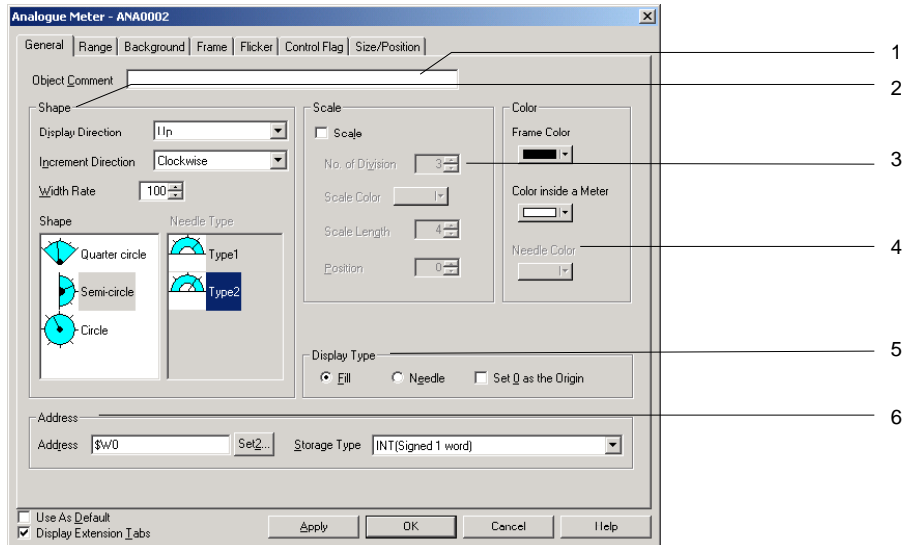 Analogue Meter - ANA0002
General Range Background Frame Flicker Control Flag Size/Position
Object Comment
1
2
Shape
Display Direction Up
Increment Direction Clockwise
Width Rate 100
Shape Needle Type
Quarter circle
Semi-circle
Circle
Type1
Type2
Scale
Scale
No. of Division 3
Scale Color
Scale Length 4
Position 0
3
Color
Frame Color
Color inside a Meter
Needle Color
4
Display Type
Fill Needle Set 0 as the Origin
5
Address
6
Address $W0 Set2... Storage Type INT(Signed 1 word)
Use As Default
Display Extension Tabs
Apply OK Cancel Help